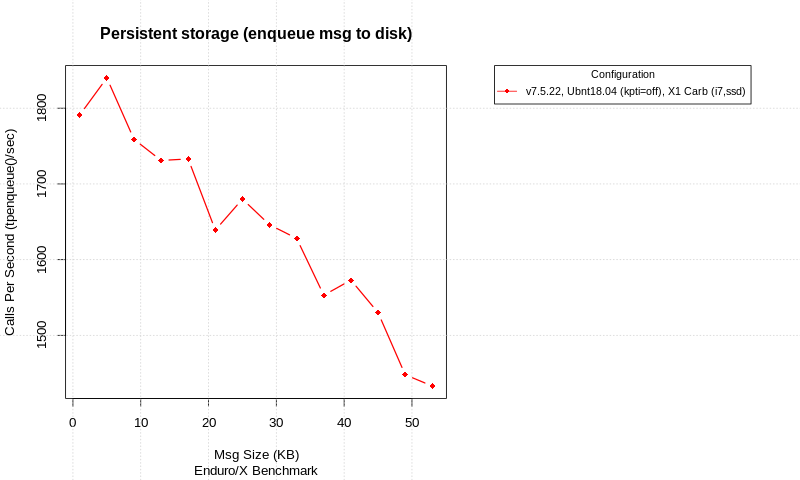 Persistent storage (enqueue msg to disk)
Configuration
v7.5.22, Ubnt18.04 (kpti=off), X1 Carb (i7,ssd)
Calls Per Second (tpenqueue()/sec)
1800
1700
1600
1500
0 10 20 30 40 50
Msg Size (KB)
Enduro/X Benchmark